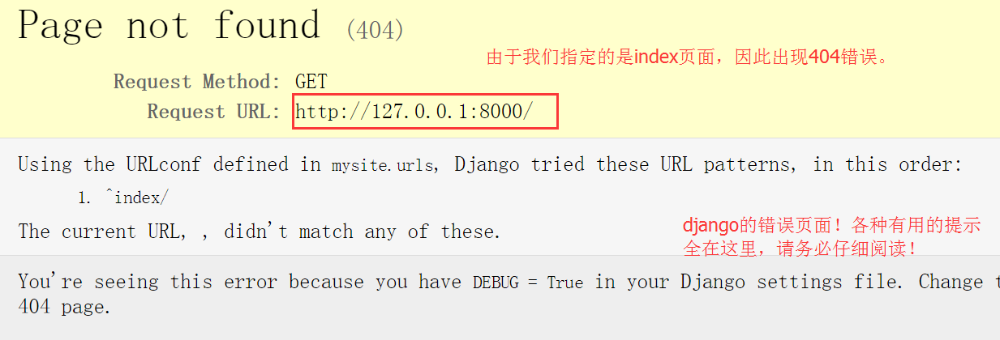 Page not found (404)
由于我们指定的是index页面，因此出现404错误。
Request Method: GET
Request URL: http://127.0.0.1:8000/
Using the URLconf defined in mysite.urls, Django tried these URL patterns, in this order:
1. ^index/
The current URL, , didn't match any of these.
django的错误页面！各种有用的提示
全在这里，请务必仔细阅读！
You're seeing this error because you have DEBUG = True in your Django settings file. Change
404 page.